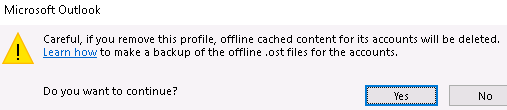 Microsoft Outlook
Careful, if you remove this profile, offline cached content for its accounts will be deleted.
Learn how to make a backup of the offline .ost files for the accounts.
Do you want to continue?
Yes
No